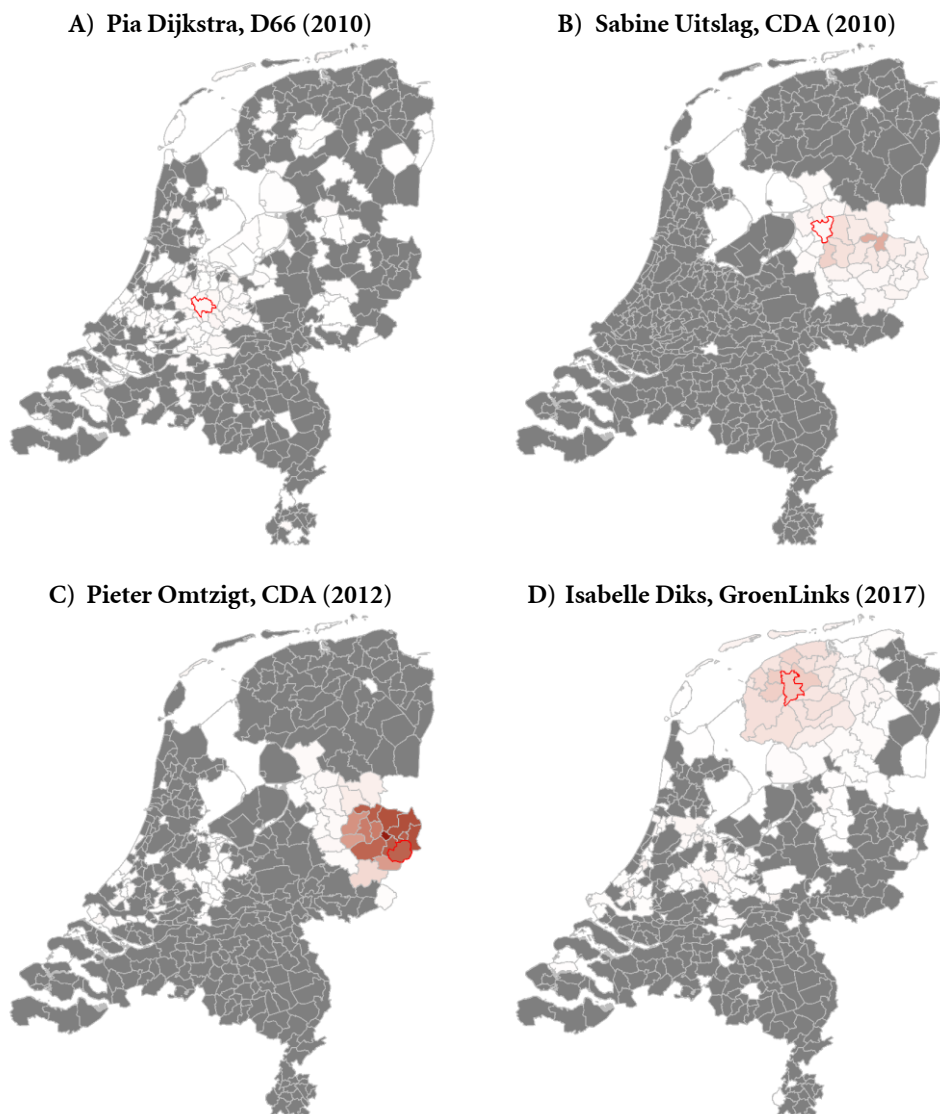 A) Pia Dijkstra, D66 (2010)
B) Sabine Uitslag, CDA (2010)
C) Pieter Omtzigt, CDA (2012)
D) Isabelle Diks, GroenLinks (2017)